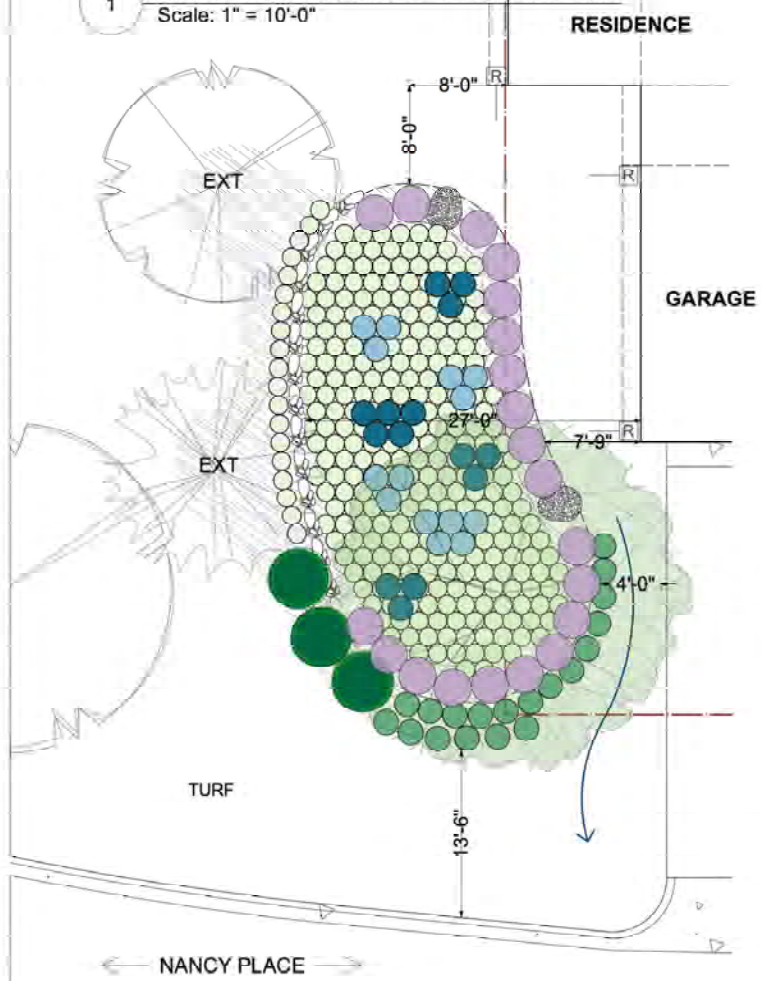 1
Scale: 1" = 10'-0"
RESIDENCE
R
8'-0"
8'-0"
EXT
R
GARAGE
27'-0"
R
7'-9"
EXT
4'-0"
TURF
13'-6"
NANCY PLACE